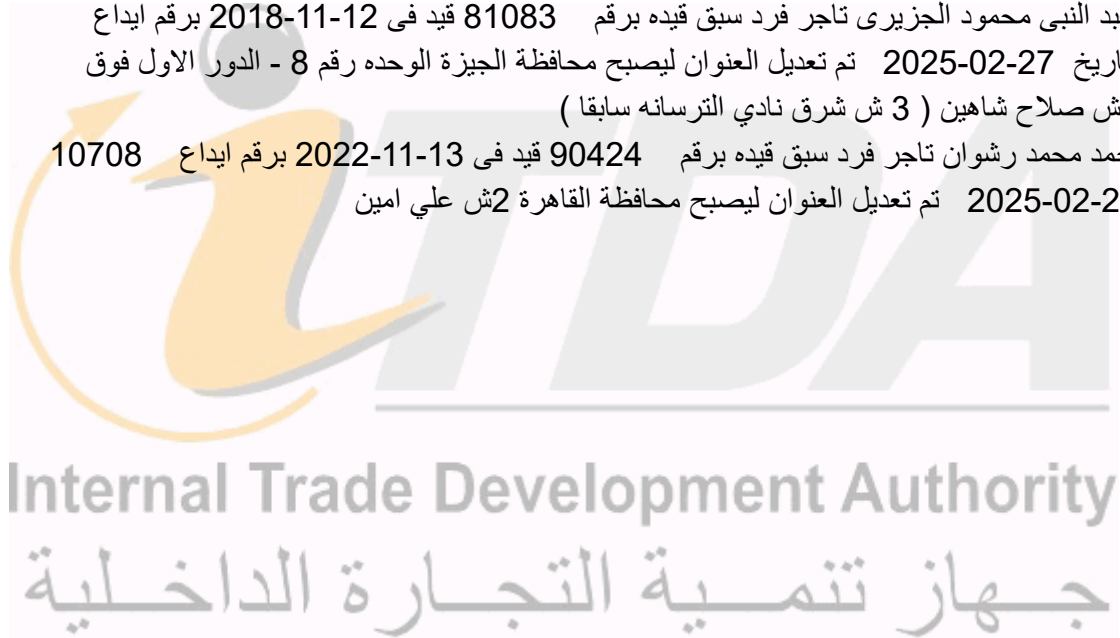 بد النبى محمود الجزيرى تاجر فرد سبق قيده برقم 81083 قيد فى 12-11-2018 برقم ايداع
اريخ 27-02-2025 تم تعديل العنوان ليصبح محافظة الجيزة الوحده رقم 8 - الدور الاول فوق
ش صلاح شاهين ( 3 ش شرق نادي الترسانه سابقا )
حمد محمد رشوان تاجر فرد سبق قيده برقم 90424 قيد فى 13-11-2022 برقم ايداع 10708
2025-02-2 تم تعديل العنوان ليصبح محافظة القاهرة 2ش علي امين
iTDA
Internal Trade Development Authority
جهاز تنمية التجارة الداخلية